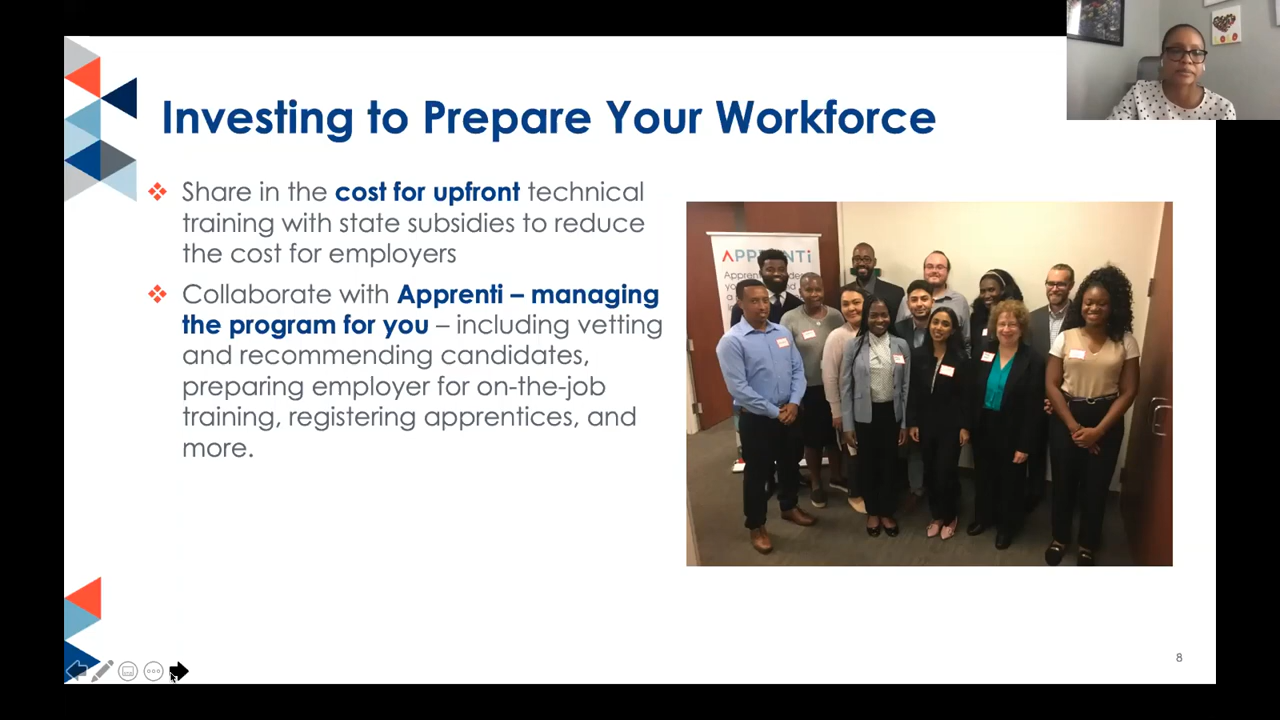 Investing to Prepare Your Workforce
Share in the cost for upfront technical
training with state subsidies to reduce
the cost for employers
Collaborate with Apprenti – managing
the program for you – including vetting
and recommending candidates,
preparing employer for on-the-job
training, registering apprentices, and
more.
8